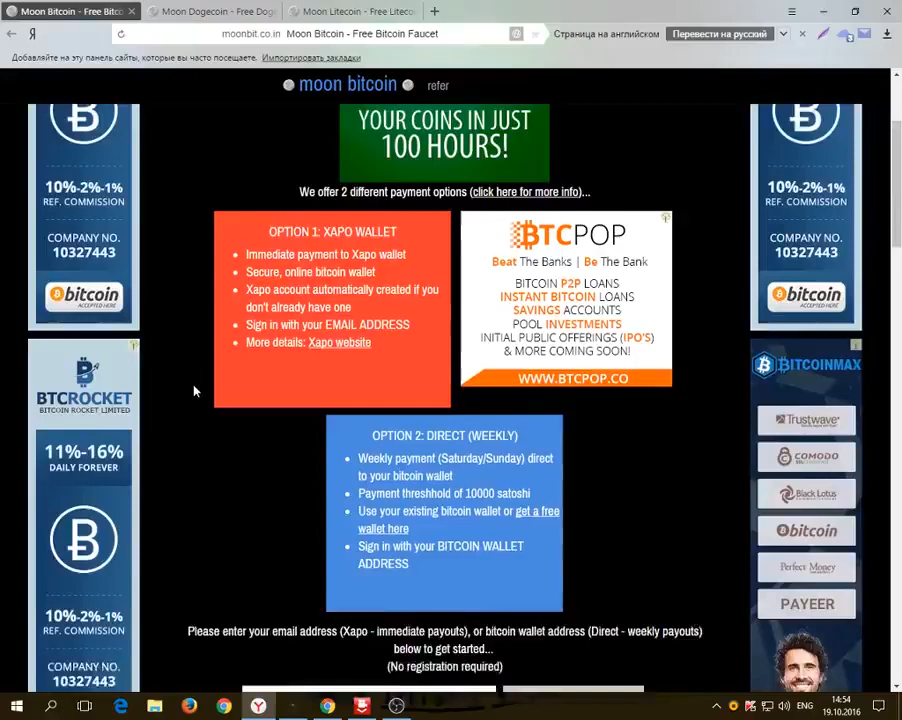 Moon Bitcoin - Free Bitc
Moon Dogecoin - Free Dog
Moon Litecoin - Free Litec
Я
moonbit.co.in Moon Bitcoin - Free Bitcoin Faucet
Страница на английском
Перевести на русский
Добавляйте на эту панель сайты, которые вы часто посещаете. Импортировать закладки
moon bitcoin
refer
YOUR COINS IN JUST
100 HOURS!
We offer 2 different payment options (click here for more info)...
10%-2%-1%
REF. COMMISSION
COMPANY NO.
10327443
bitcoin
ACCEPTED HERE
BTCROCKET
BITCOIN ROCKET LIMITED
11%-16%
DAILY FOREVER
10%-2%-1%
REF. COMMISSION
COMPANY NO.
10327443
OPTION 1: XAPO WALLET
Immediate payment to Xapo wallet
Secure, online bitcoin wallet
Xapo account automatically created if you
don't already have one
Sign in with your EMAIL ADDRESS
More details: Xapo website
BTCPOP
Beat The Banks | Be The Bank
BITCOIN P2P LOANS
INSTANT BITCOIN LOANS
SAVINGS ACCOUNTS
POOL INVESTMENTS
INITIAL PUBLIC OFFERINGS (IPO'S)
& MORE COMING SOON!
WWW.BTCPOP.CO
OPTION 2: DIRECT (WEEKLY)
Weekly payment (Saturday/Sunday) direct
to your bitcoin wallet
Payment threshhold of 10000 satoshi
Use your existing bitcoin wallet or get a free
wallet here
Sign in with your BITCOIN WALLET
ADDRESS
Please enter your email address (Xapo - immediate payouts), or bitcoin wallet address (Direct - weekly payouts)
below to get started...
(No registration required)
10%-2%-1%
REF. COMMISSION
COMPANY NO.
10327443
bitcoin
ACCEPTED HERE
BITCOINMAX
Trustwave
COMODO
Black Lotus
bitcoin
Perfect Money
PAYEER
14:54
19.10.2016